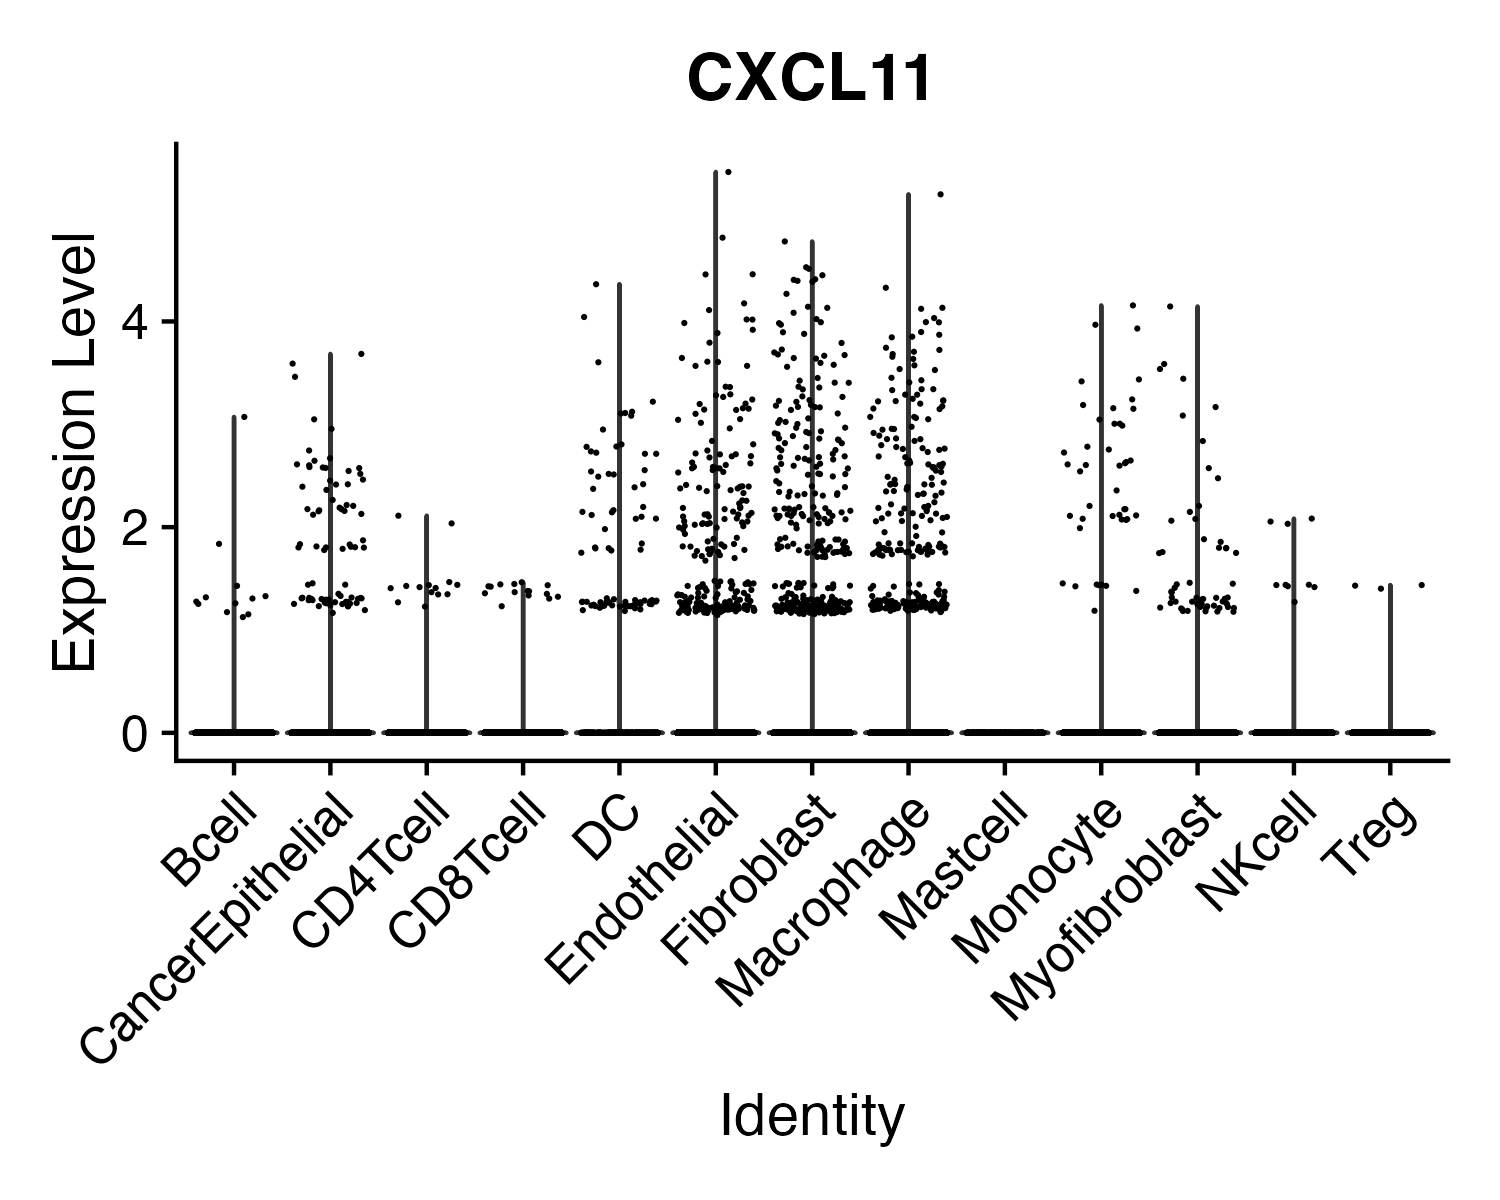 CXCL11
Expression Level
4
2
0
Bcell
CancerEpithelial
CD4Tcell
CD8Tcell
DC
Endothelial
Fibroblast
Macrophage
Mastcell
Monocyte
Myofibroblast
NKcell
Treg
Identity